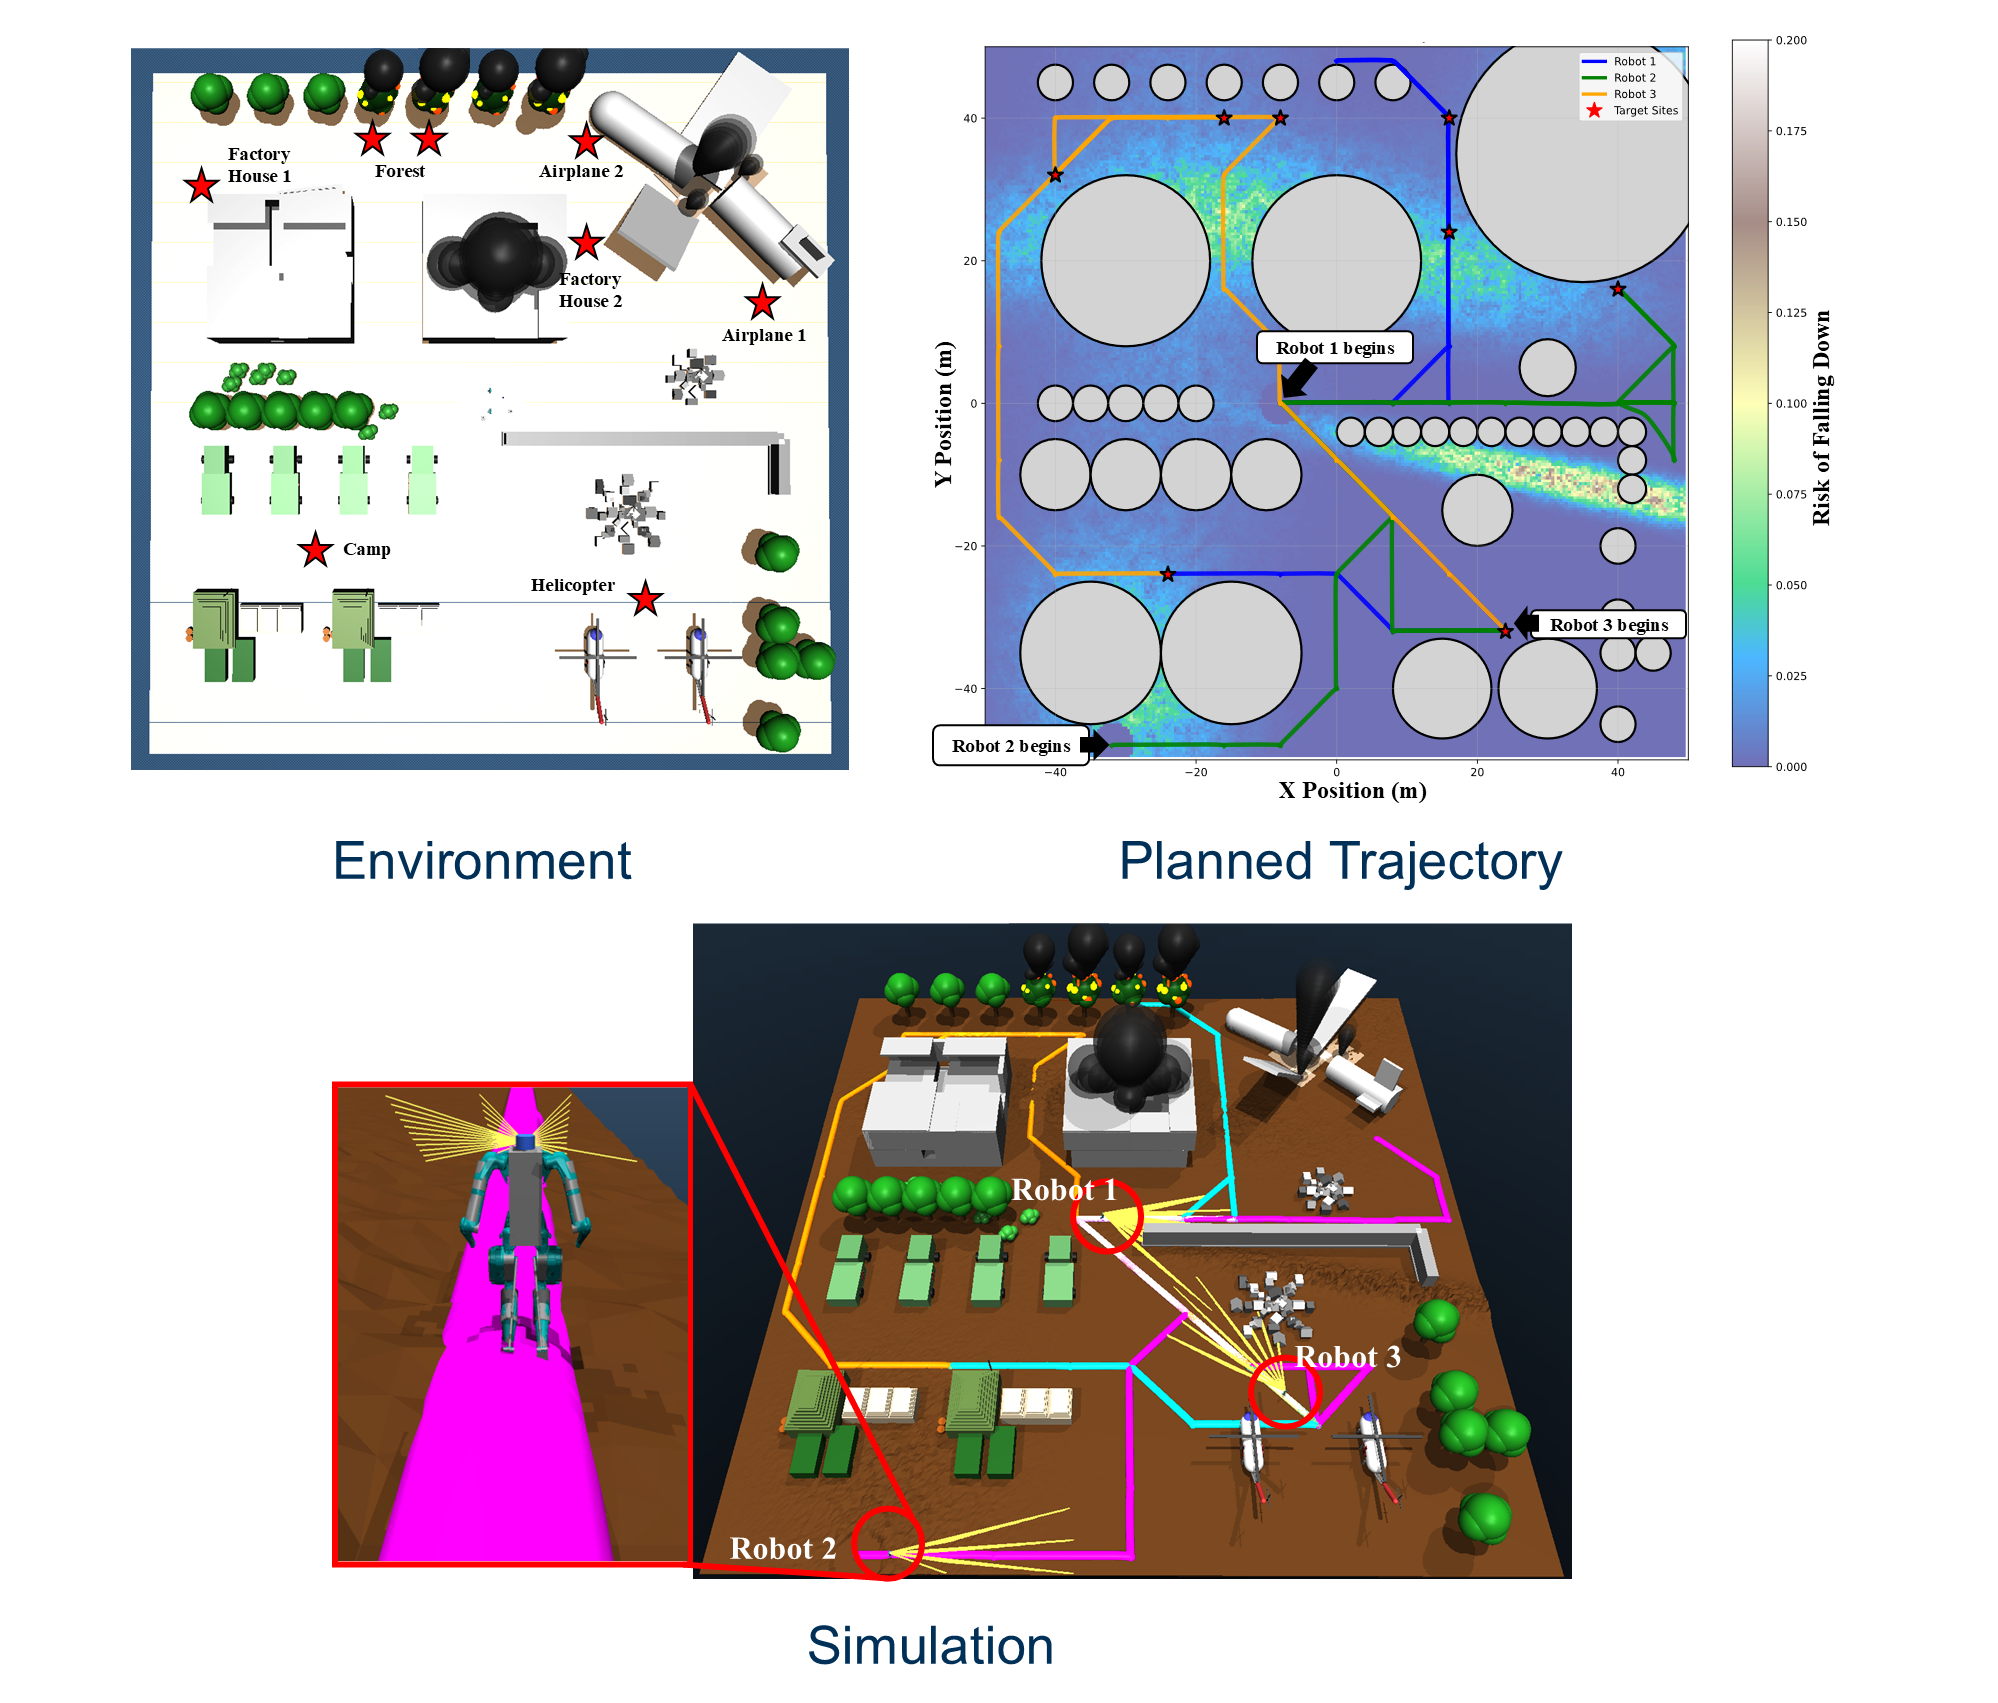 Factory
House 1
Forest
Airplane 2
Factory
House 2
Airplane 1
Camp
Helicopter
Environment
Robot 1
Robot 2
Robot 3
Target Sites
40
20
0
−20
−40
Y Position (m)
−40
−20
0
20
40
X Position (m)
Robot 1 begins
Robot 3 begins
Robot 2 begins
0.200
0.175
0.150
0.125
0.100
0.075
0.050
0.025
0.000
Risk of Falling Down
Planned Trajectory
Robot 1
Robot 3
Robot 2
Simulation